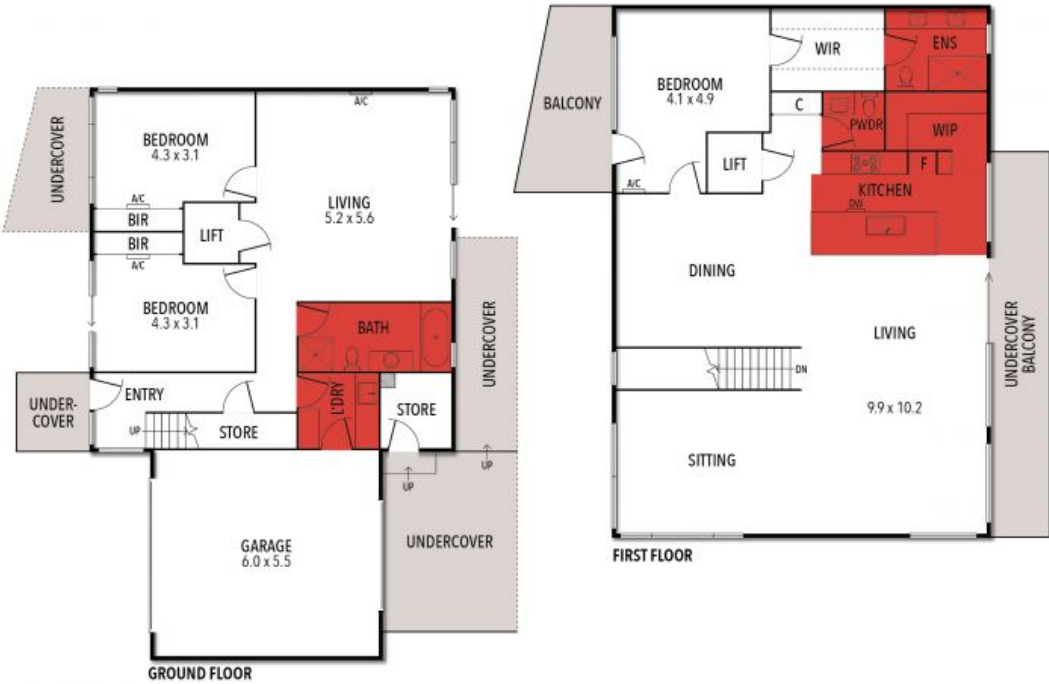 UNDERCOVER
BEDROOM
4.3 x 3.1
A/C
BIR
BIR
A/C
BEDROOM
4.3 x 3.1
LIFT
A/C
LIVING
5.2 x 5.6
BATH
UNDERCOVER
UNDER-
COVER
ENTRY
UP
STORE
L'DRY
STORE
UP
UP
GARAGE
6.0 x 5.5
UNDERCOVER
GROUND FLOOR
BALCONY
BEDROOM
4.1 x 4.9
A/C
WIR
ENS
C
PWDR
WIP
LIFT
F
KITCHEN
DW
DINING
LIVING
DN
9.9 x 10.2
SITTING
UNDERCOVER
BALCONY
FIRST FLOOR